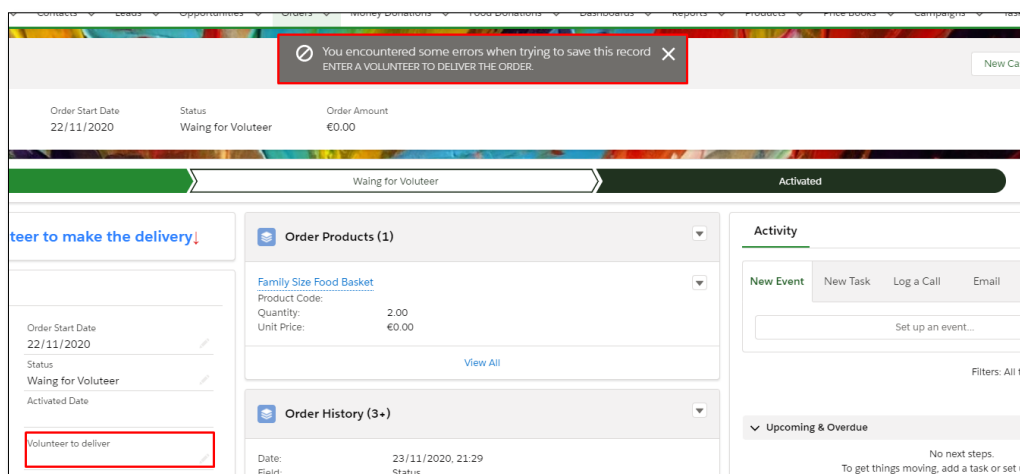 Contacts Leads Opportunities Orders Money Donations Food Donations Dashboards Reports Products Price Books Campaigns
You encountered some errors when trying to save this record
ENTER A VOLUNTEER TO DELIVER THE ORDER.
New Ca
Order Start Date Status Order Amount
22/11/2020 Waing for Voluteer €0.00
Waing for Voluteer Activated
teer to make the delivery↓
Order Start Date
22/11/2020
Status
Waing for Voluteer
Activated Date
Volunteer to deliver
Order Products (1)
Family Size Food Basket
Product Code:
Quantity: 2.00
Unit Price: €0.00
View All
Order History (3+)
Date: 23/11/2020, 21:29
Field: Status
Activity
New Event New Task Log a Call Email
Set up an event...
Filters: All t
Upcoming & Overdue
No next steps.
To get things moving, add a task or set